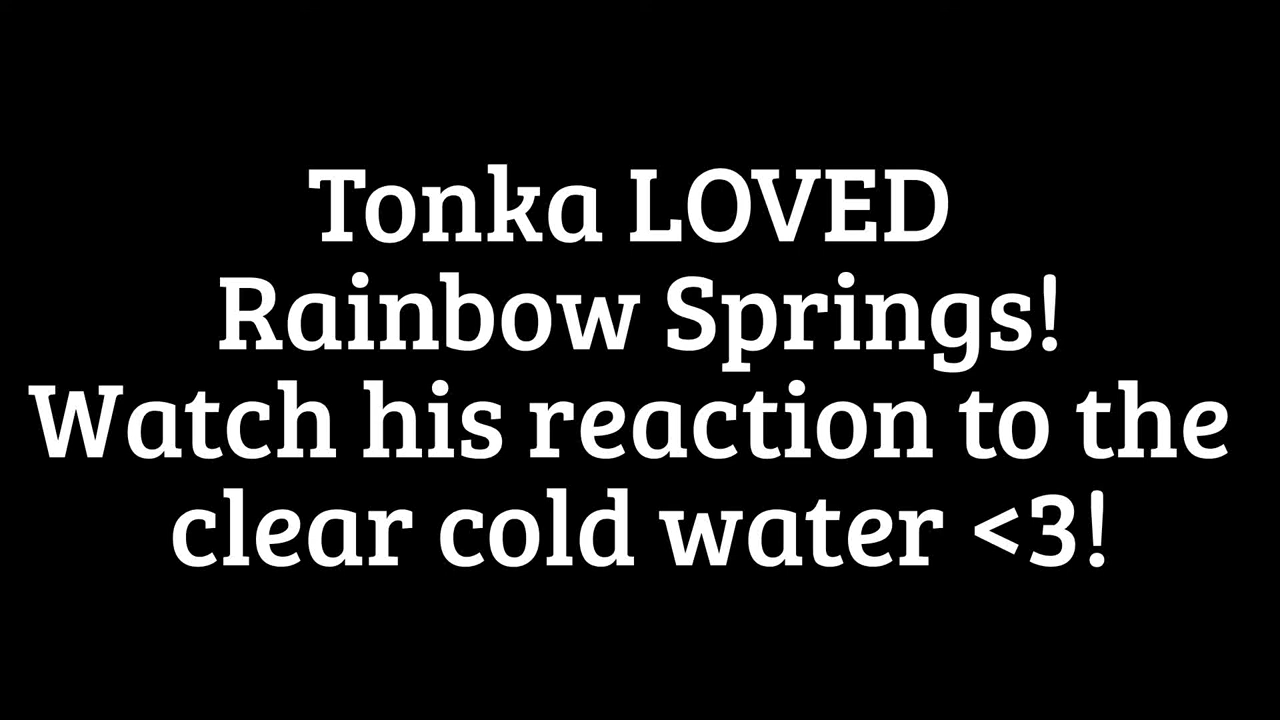 Tonka LOVED
Rainbow Springs!
Watch his reaction to the
clear cold water <3!